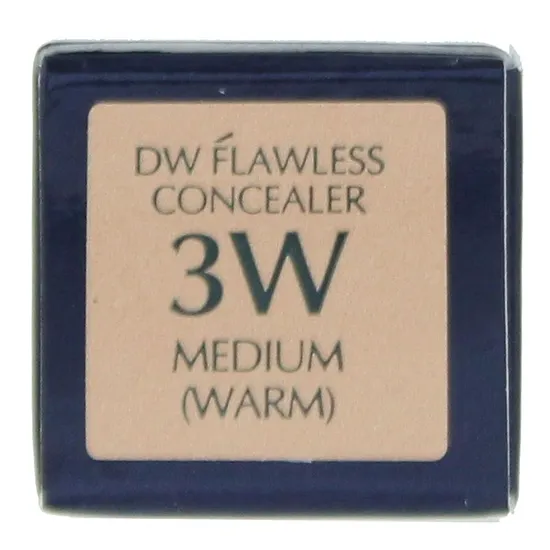 DW FLAWLESS
CONCEALER
3W
MEDIUM
(WARM)